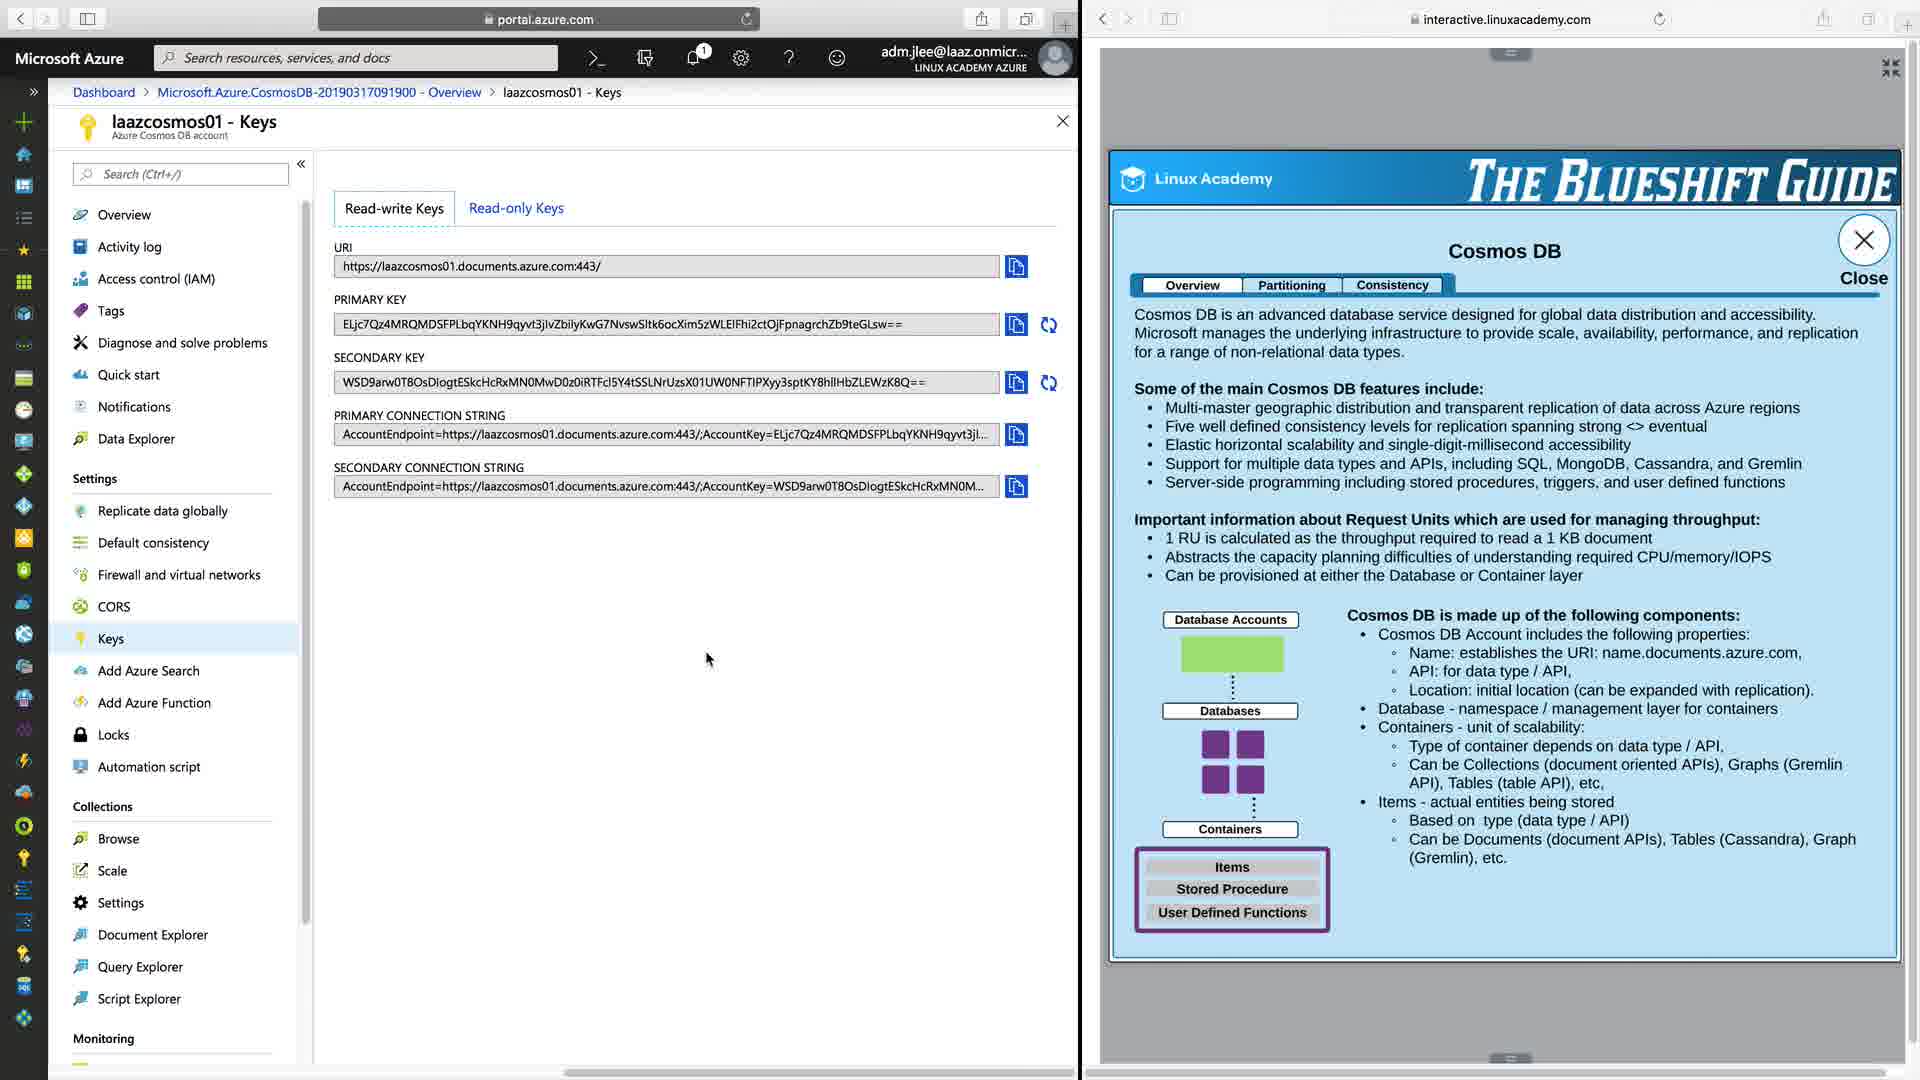 portal.azure.com
Microsoft Azure
Search resources, services, and docs
1
adm.jlee@laaz.onmicr...
LINUX ACADEMY AZURE
Dashboard > Microsoft.Azure.CosmosDB-20190317091900 - Overview > laazcosmos01 - Keys
laazcosmos01 - Keys
Azure Cosmos DB account
Search (Ctrl+/)
Overview
Activity log
Access control (IAM)
Tags
Diagnose and solve problems
Quick start
Notifications
Data Explorer
Settings
Replicate data globally
Default consistency
Firewall and virtual networks
CORS
Keys
Add Azure Search
Add Azure Function
Locks
Automation script
Collections
Browse
Scale
Settings
Document Explorer
Query Explorer
Script Explorer
Monitoring
Read-write Keys
Read-only Keys
URI
https://laazcosmos01.documents.azure.com:443/
PRIMARY KEY
SECONDARY KEY
PRIMARY CONNECTION STRING
AccountEndpoint=https://laazcosmos01.documents.azure.com:443/;
SECONDARY CONNECTION STRING
AccountEndpoint=https://laazcosmos01.documents.azure.com:443/;
interactive.linuxacademy.com
Linux Academy
THE BLUESHIFT GUIDE
Cosmos DB
Close
Overview
Partitioning
Consistency
Cosmos DB is an advanced database service designed for global data distribution and accessibility.
Microsoft manages the underlying infrastructure to provide scale, availability, performance, and replication
for a range of non-relational data types.
Some of the main Cosmos DB features include:
• Multi-master geographic distribution and transparent replication of data across Azure regions
• Five well defined consistency levels for replication spanning strong <> eventual
• Elastic horizontal scalability and single-digit-millisecond accessibility
• Support for multiple data types and APIs, including SQL, MongoDB, Cassandra, and Gremlin
• Server-side programming including stored procedures, triggers, and user defined functions
Important information about Request Units which are used for managing throughput:
• 1 RU is calculated as the throughput required to read a 1 KB document
• Abstracts the capacity planning difficulties of understanding required CPU/memory/IOPS
• Can be provisioned at either the Database or Container layer
Database Accounts
Databases
Containers
Items
Stored Procedure
User Defined Functions
Cosmos DB is made up of the following components:
• Cosmos DB Account includes the following properties:
◦ Name: establishes the URI: name.documents.azure.com,
◦ API: for data type / API,
◦ Location: initial location (can be expanded with replication).
• Database - namespace / management layer for containers
• Containers - unit of scalability:
◦ Type of container depends on data type / API,
◦ Can be Collections (document oriented APIs), Graphs (Gremlin
API), Tables (table API), etc,
• Items - actual entities being stored
◦ Based on type (data type / API)
◦ Can be Documents (document APIs), Tables (Cassandra), Graph
(Gremlin), etc.